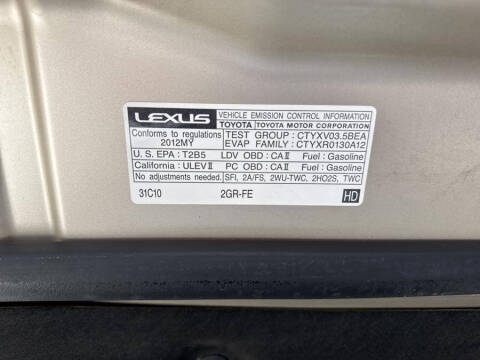 LEXUS VEHICLE EMISSION CONTROL INFORMATION
TOYOTA TOYOTA MOTOR CORPORATION
Conforms to regulations
2012MY
TEST GROUP : CTYXV03.5BEA
EVAP FAMILY : CTYXR0130A12
U. S. EPA : T2B5 LDV OBD : CAⅡ Fuel : Gasoline
California : ULEVⅡ PC OBD : CAⅡ Fuel : Gasoline
No adjustments needed. SFI, 2A/FS, 2WU-TWC, 2HO2S, TWC
31C10 2GR-FE HD